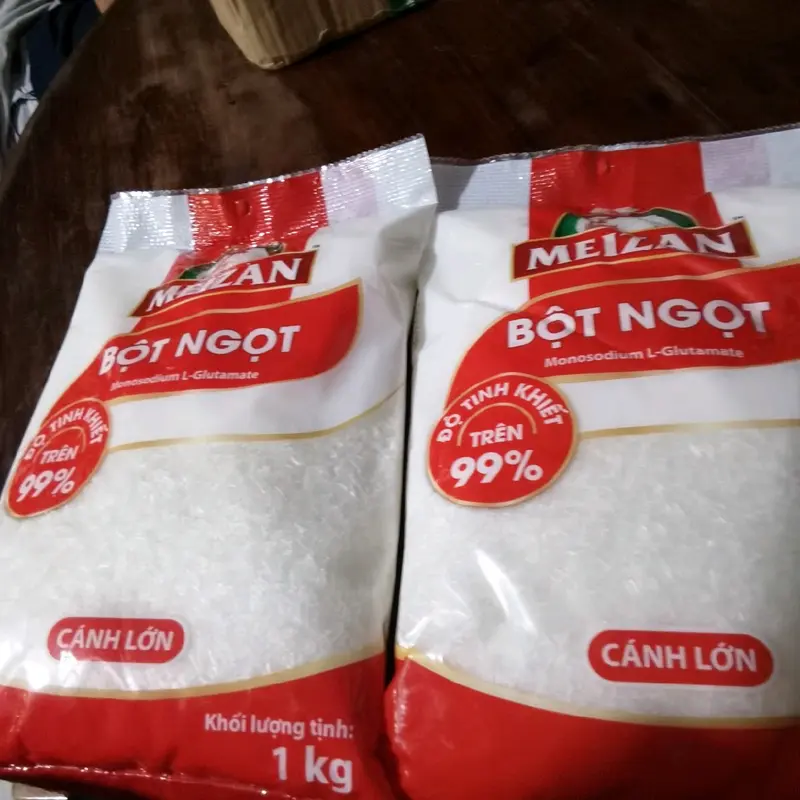 MEIZAN
BỘT NGỌT
Monosodium L-Glutamate
ĐỘ TINH KHIẾT
TRÊN
99%
CÁNH LỚN
Khối lượng tịnh:
1 kg
MEIZAN
BỘT NGỌT
Monosodium L-Glutamate
ĐỘ TINH KHIẾT
TRÊN
99%
CÁNH LỚN